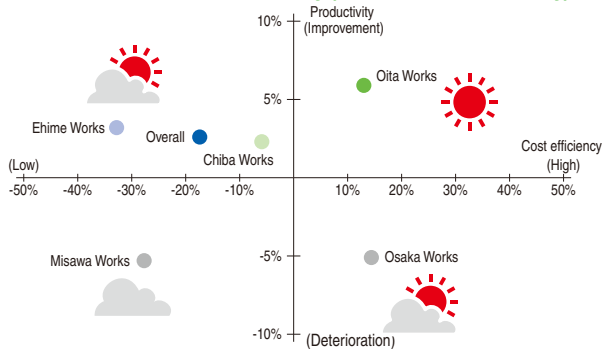 Productivity
(Improvement)
10%
Oita Works
5%
Ehime Works
Overall
Chiba Works
Cost efficiency
(High)
(Low)
-50%
-40%
-30%
-20%
-10%
10%
20%
30%
40%
50%
Misawa Works
-5%
Osaka Works
-10%
(Deterioration)